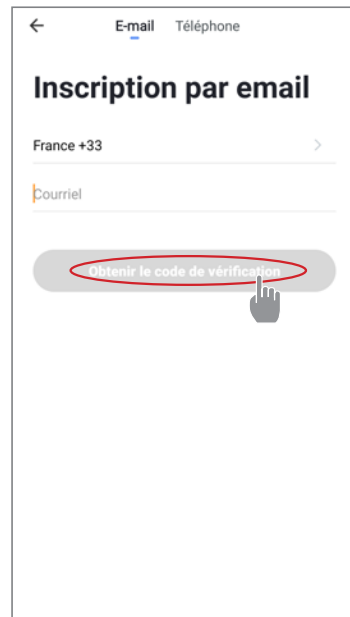 E-mail Téléphone
Inscription par email
France +33
Courriel
Obtenir le code de vérification